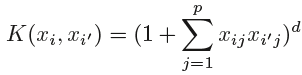 K(x_i, x_{i'}) = (1 + \sum_{j=1}^{p} x_{ij} x_{i'j})^d